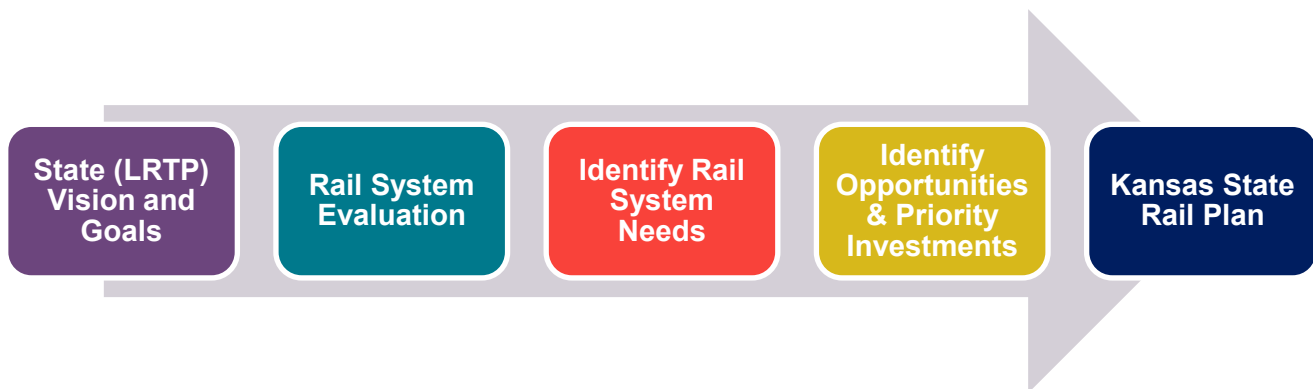 State (LRTP)
Vision and
Goals
Rail System
Evaluation
Identify Rail
System
Needs
Identify
Opportunities
& Priority
Investments
Kansas State
Rail Plan